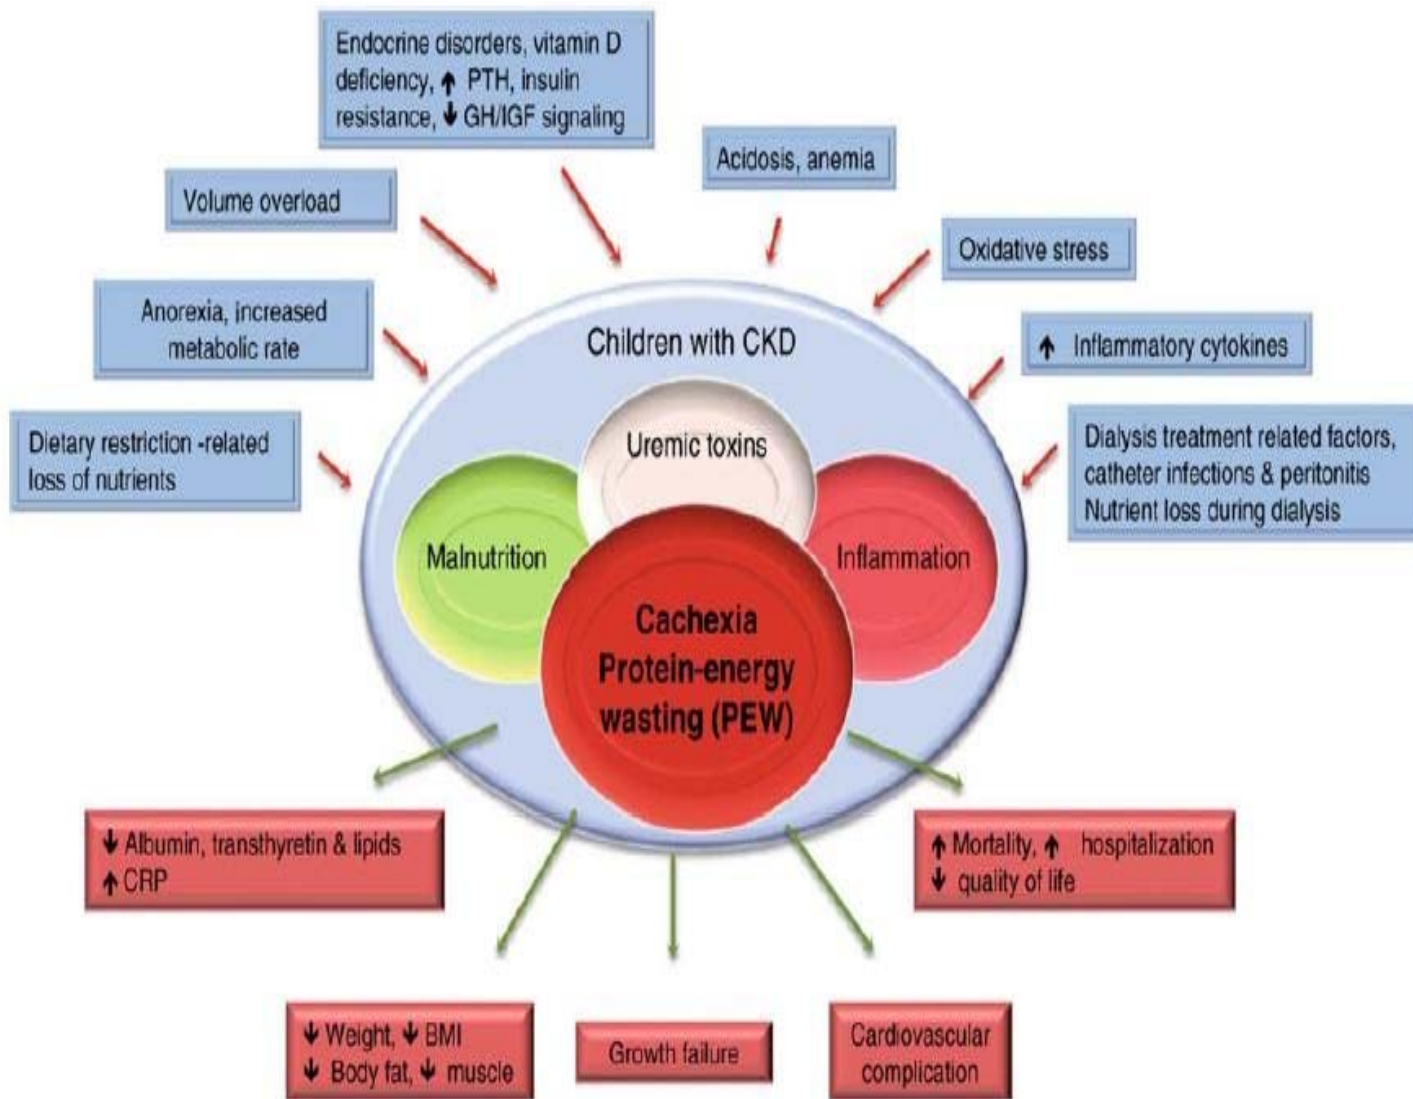 Endocrine disorders, vitamin D
deficiency, ↑ PTH, insulin
resistance, ↓ GH/IGF signaling
Acidosis, anemia
Volume overload
Oxidative stress
Anorexia, increased
metabolic rate
↑ Inflammatory cytokines
Dietary restriction -related
loss of nutrients
Dialysis treatment related factors,
catheter infections & peritonitis
Nutrient loss during dialysis
Children with CKD
Uremic toxins
Malnutrition
Inflammation
Cachexia
Protein-energy
wasting (PEW)
↓ Albumin, transthyretin & lipids
↑ CRP
↑ Mortality, ↑ hospitalization
↓ quality of life
↓ Weight, ↓ BMI
↓ Body fat, ↓ muscle
Growth failure
Cardiovascular
complication